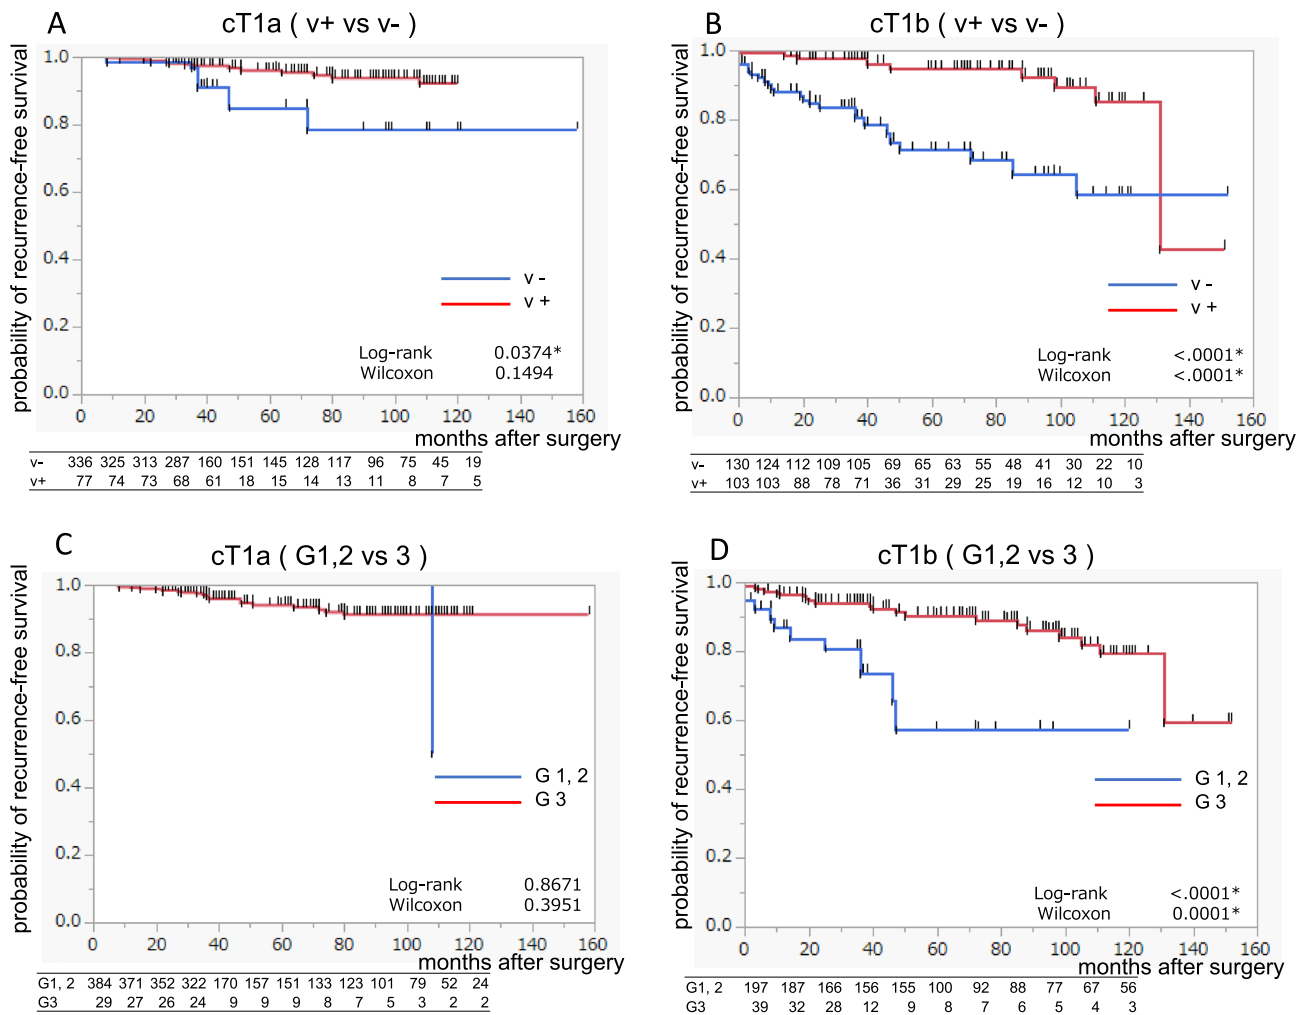 A
cT1a ( v+ vs v- )
probability of recurrence-free survival
1.0
0.8
0.6
0.4
0.2
0.0
v -
v +
Log-rank 0.0374*
Wilcoxon 0.1494
0 20 40 60 80 100 120 140 160
months after surgery
v- 336 325 313 287 160 151 145 128 117 96 75 45 19
v+ 77 74 73 68 61 18 15 14 13 11 8 7 5
B
cT1b ( v+ vs v- )
probability of recurrence-free survival
1.0
0.8
0.6
0.4
0.2
0.0
v -
v +
Log-rank <.0001*
Wilcoxon <.0001*
0 20 40 60 80 100 120 140 160
months after surgery
v- 130 124 112 109 105 69 65 63 55 48 41 30 22 10
v+ 103 103 88 78 71 36 31 29 25 19 16 12 10 3
C
cT1a ( G1,2 vs 3 )
probability of recurrence-free survival
1.0
0.8
0.6
0.4
0.2
0.0
G 1, 2
G 3
Log-rank 0.8671
Wilcoxon 0.3951
0 20 40 60 80 100 120 140 160
months after surgery
G1, 2 384 371 352 322 170 157 151 133 123 101 79 52 24
G3 29 27 26 24 9 9 9 8 7 5 3 2 2
D
cT1b ( G1,2 vs 3 )
probability of recurrence-free survival
1.0
0.8
0.6
0.4
0.2
0.0
G 1, 2
G 3
Log-rank <.0001*
Wilcoxon 0.0001*
0 20 40 60 80 100 120 140 160
months after surgery
G1, 2 197 187 166 156 155 100 92 88 77 67 56
G3 39 32 28 12 9 8 7 6 5 4 3